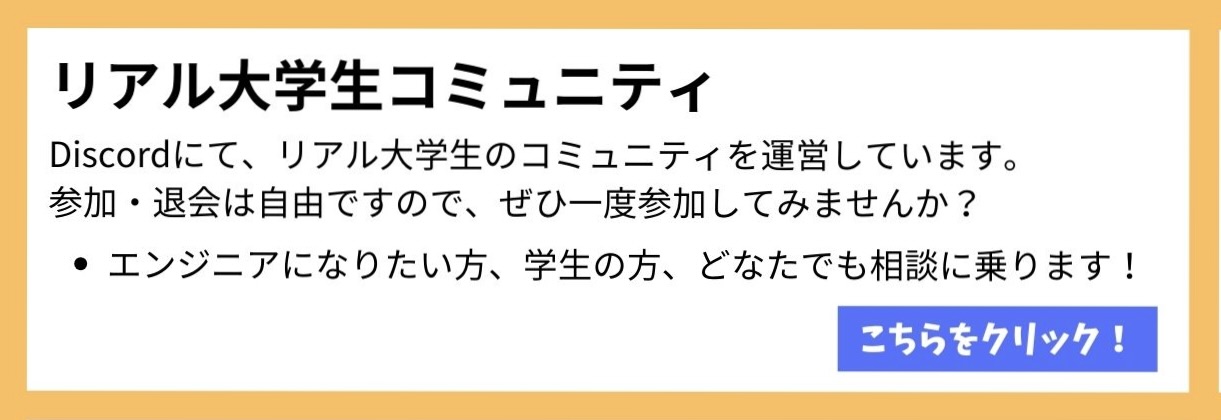 リアル大学生コミュニティ
Discordにて、リアル大学生のコミュニティを運営しています。
参加・退会は自由ですので、ぜひ一度参加してみませんか？
• エンジニアになりたい方、学生の方、どなたでも相談に乗ります！
こちらをクリック！